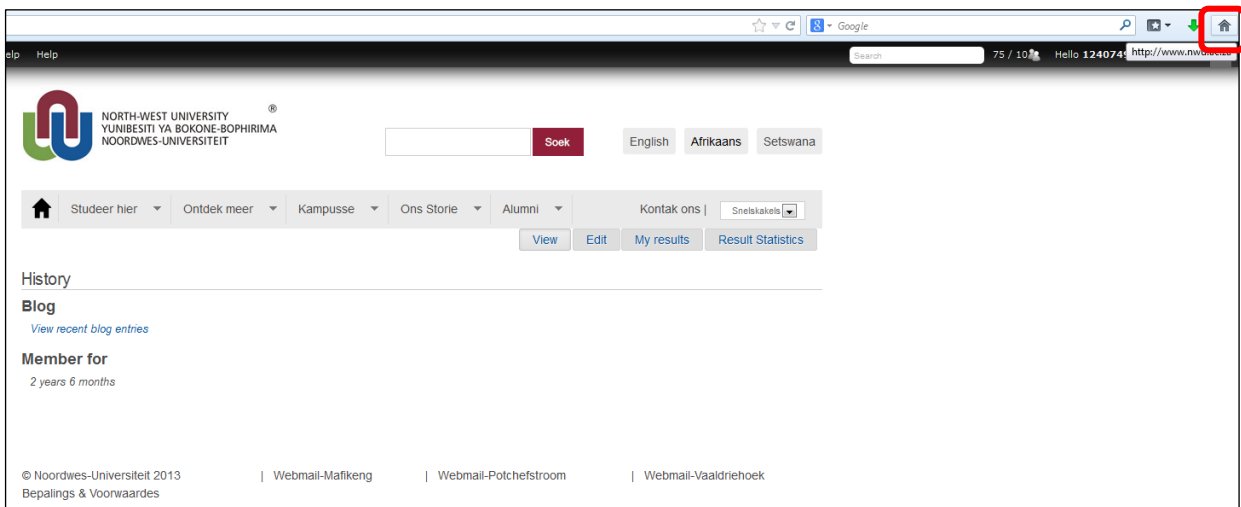 Google
elp Help Search 75 / 10 Hello 124074 http://www.nwu.ac.za
NORTH-WEST UNIVERSITY ®
YUNIBESITI YA BOKONE-BOPHIRIMA
NOORDWES-UNIVERSITEIT
Soek English Afrikaans Setswana
Studeer hier Ontdek meer Kampusse Ons Storie Alumni Kontak ons | Snelskakels
View Edit My results Result Statistics
History
Blog
View recent blog entries
Member for
2 years 6 months
© Noordwes-Universiteit 2013 | Webmail-Mafikeng | Webmail-Potchefstroom | Webmail-Vaaldriehoek
Bepalings & Voorwaardes